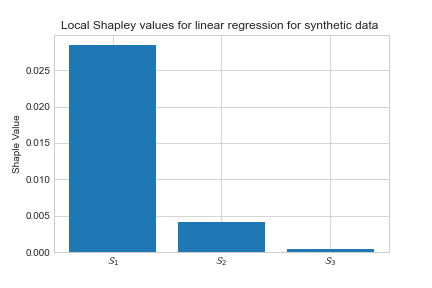 Local Shapley values for linear regression for synthetic data
Shaple Value
0.025
0.020
0.015
0.010
0.005
0.000
S₁
S₂
S₃